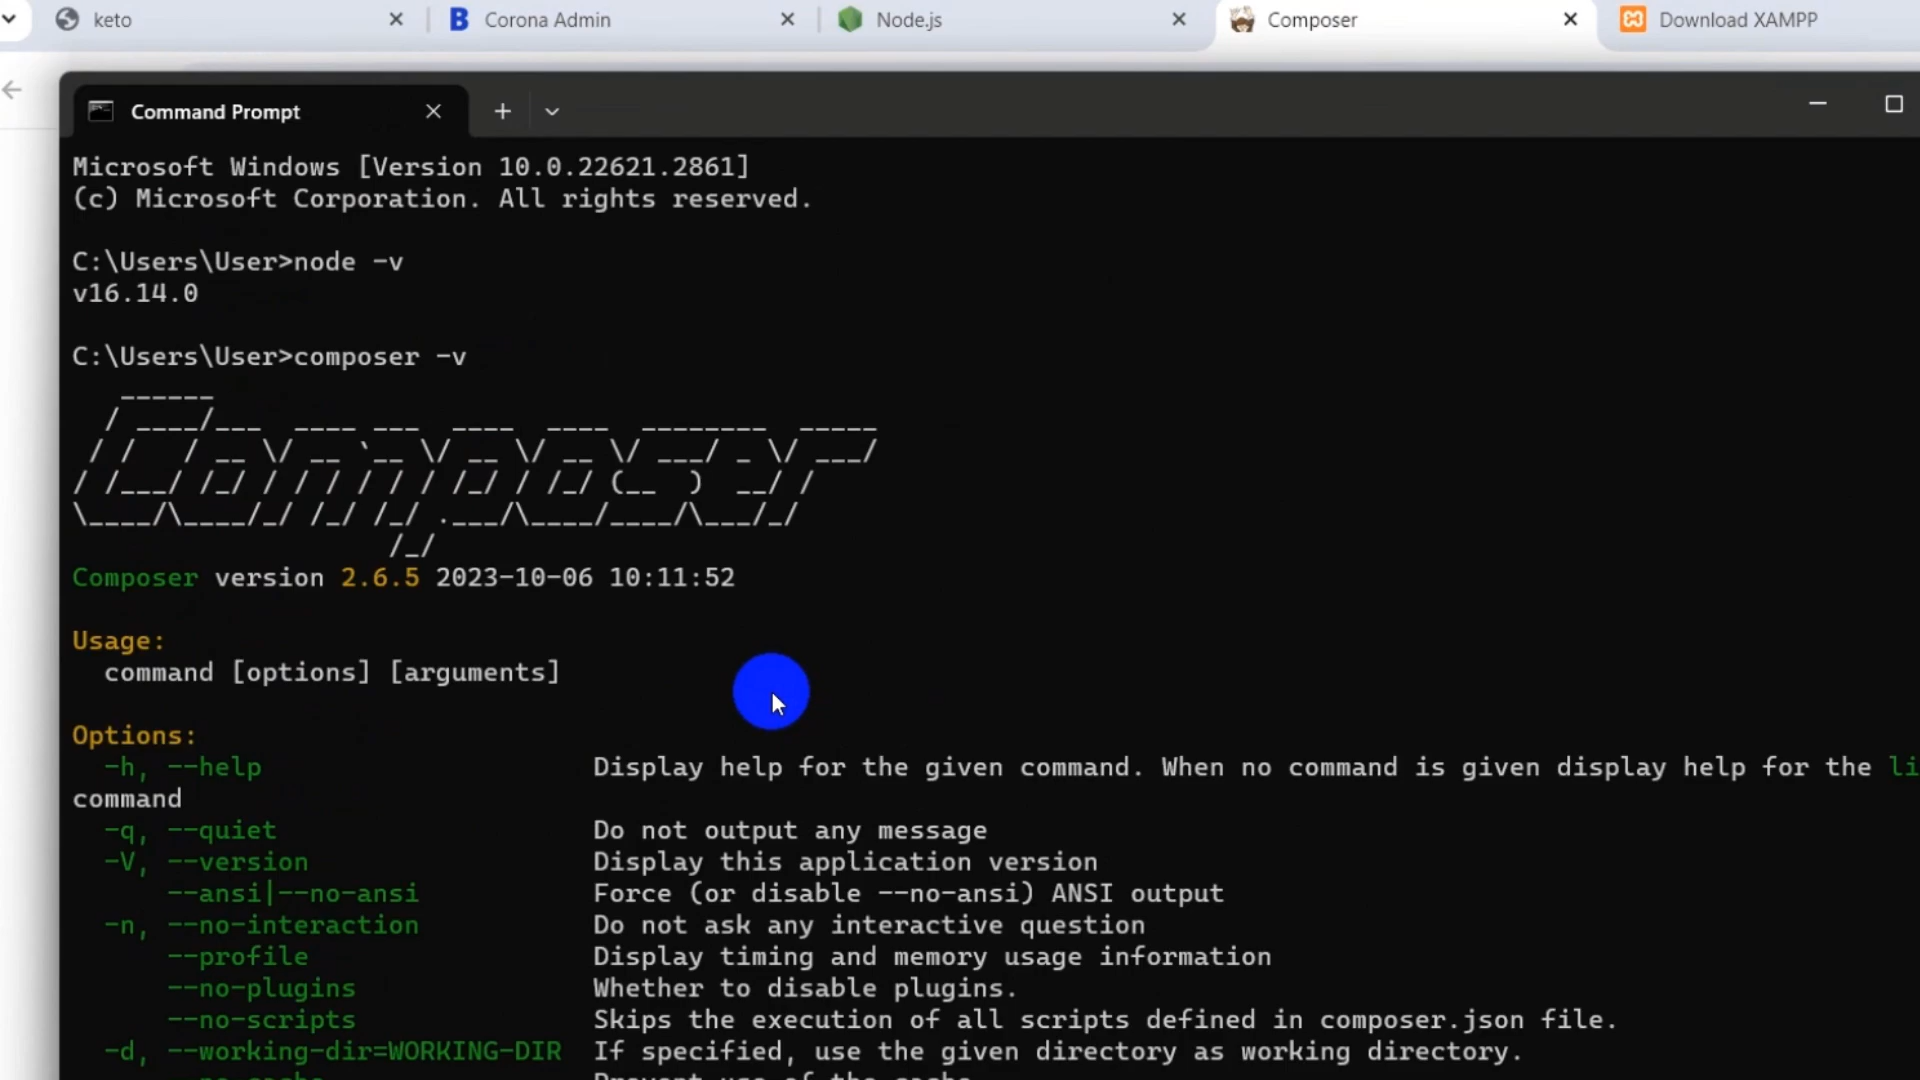 keto
Corona Admin
Node.js
Composer
Download XAMPP
Command Prompt
Microsoft Windows [Version 10.0.22621.2861]
(c) Microsoft Corporation. All rights reserved.
C:\Users\User>node -v
v16.14.0
C:\Users\User>composer -v
Composer
Composer version 2.6.5 2023-10-06 10:11:52
Usage:
command [options] [arguments]
Options:
-h, --help Display help for the given command. When no command is given display help for the li
command
-q, --quiet Do not output any message
-V, --version Display this application version
--ansi|--no-ansi Force (or disable --no-ansi) ANSI output
-n, --no-interaction Do not ask any interactive question
--profile Display timing and memory usage information
--no-plugins Whether to disable plugins.
--no-scripts Skips the execution of all scripts defined in composer.json file.
-d, --working-dir=WORKING-DIR If specified, use the given directory as working directory.